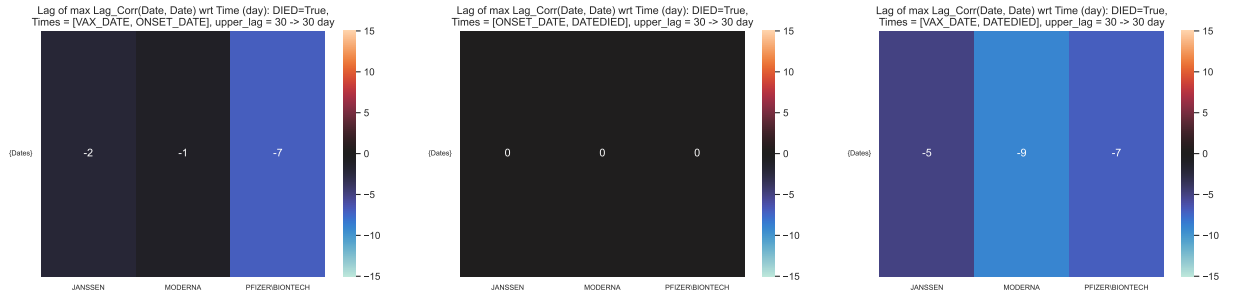 Lag of max Lag_Corr(Date, Date) wrt Time (day): DIED=True,
Times = [VAX_DATE, ONSET_DATE], upper_lag = 30 -> 30 day
{Dates}
-2
-1
-7
JANSSEN
MODERNA
PFIZER\BIONTECH
15
10
5
0
−5
−10
−15
Lag of max Lag_Corr(Date, Date) wrt Time (day): DIED=True,
Times = [ONSET_DATE, DATEDIED], upper_lag = 30 -> 30 day
{Dates}
0
0
0
JANSSEN
MODERNA
PFIZER\BIONTECH
15
10
5
0
−5
−10
−15
Lag of max Lag_Corr(Date, Date) wrt Time (day): DIED=True,
Times = [VAX_DATE, DATEDIED], upper_lag = 30 -> 30 day
{Dates}
-5
-9
-7
JANSSEN
MODERNA
PFIZER\BIONTECH
15
10
5
0
−5
−10
−15